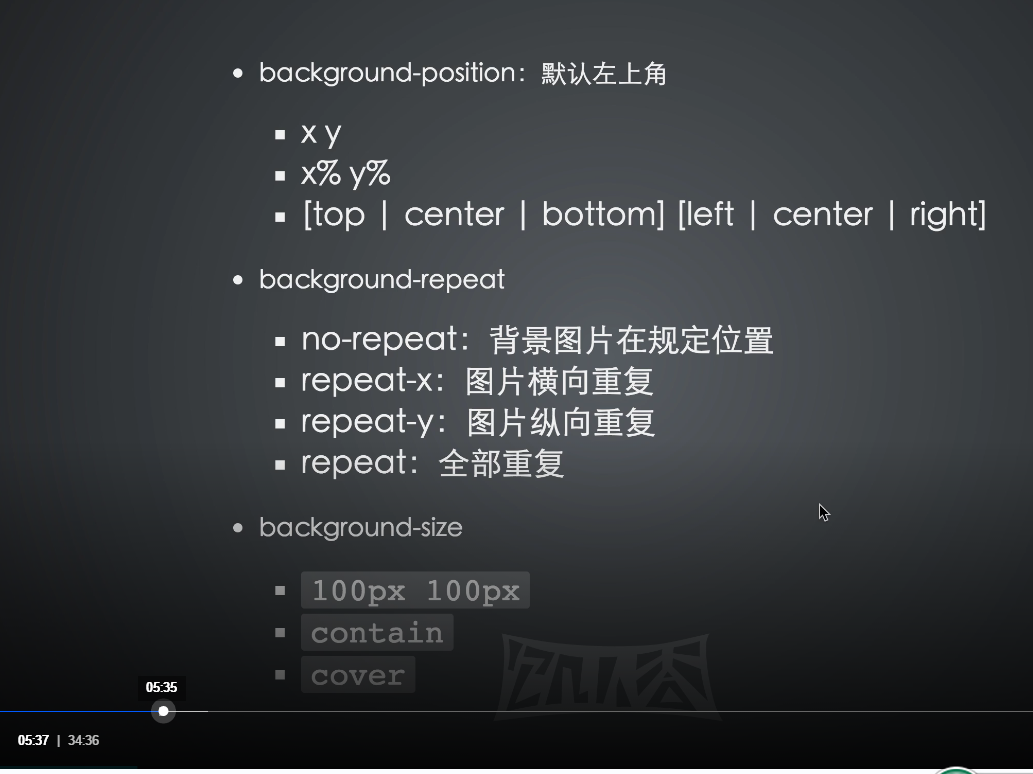 background-position：默认左上角
x y
x% y%
[top | center | bottom] [left | center | right]
background-repeat
no-repeat：背景图片在规定位置
repeat-x：图片横向重复
repeat-y：图片纵向重复
repeat：全部重复
background-size
100px 100px
contain
cover
05:35
05:37 | 34:36